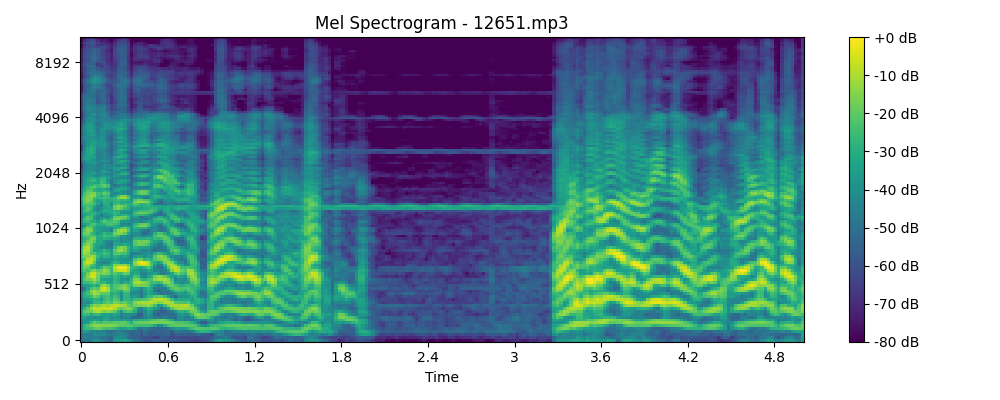 Mel Spectrogram - 12651.mp3
Hz
8192
4096
2048
1024
512
0
0 0.6 1.2 1.8 2.4 3 3.6 4.2 4.8
Time
+0 dB
-10 dB
-20 dB
-30 dB
-40 dB
-50 dB
-60 dB
-70 dB
-80 dB